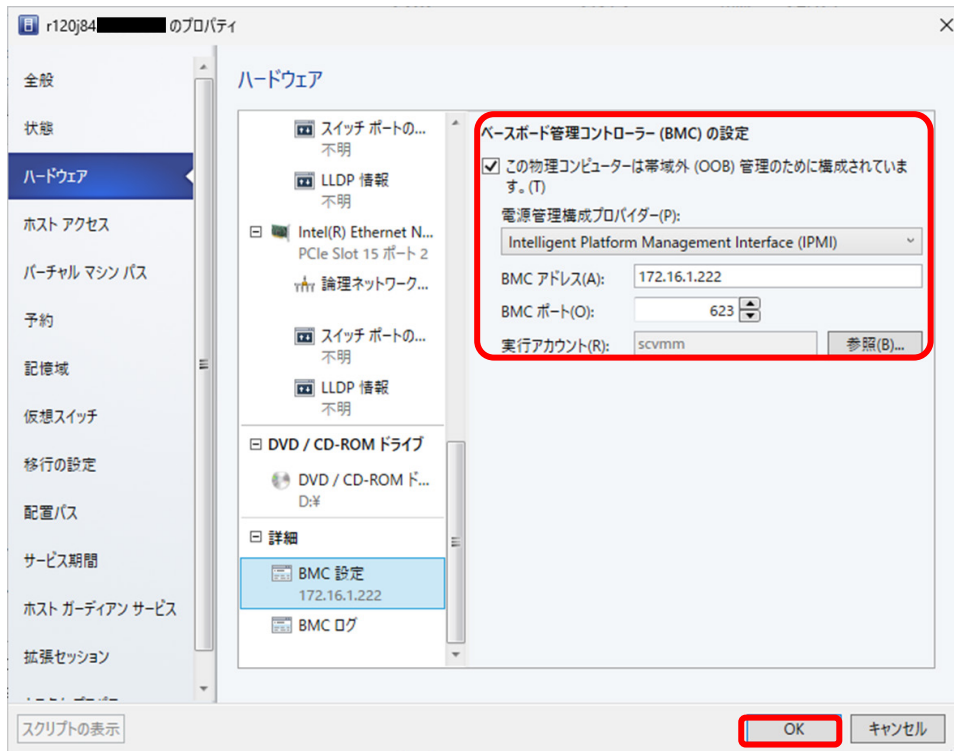 r120j84 のプロパティ
全般
状態
ハードウェア
ホスト アクセス
バーチャル マシン パス
予約
記憶域
仮想スイッチ
移行の設定
配置パス
サービス期間
ホスト ガーディアン サービス
拡張セッション
ハードウェア
スイッチ ポートの...
不明
LLDP 情報
不明
Intel(R) Ethernet N...
PCIe Slot 15 ポート 2
論理ネットワーク...
スイッチ ポートの...
不明
LLDP 情報
不明
DVD / CD-ROM ドライブ
DVD / CD-ROM ド...
D:¥
詳細
BMC 設定
172.16.1.222
BMC ログ
ベースボード管理コントローラー (BMC) の設定
この物理コンピューターは帯域外 (OOB) 管理のために構成されていま
す。(T)
電源管理構成プロバイダー(P):
Intelligent Platform Management Interface (IPMI)
BMC アドレス(A): 172.16.1.222
BMC ポート(O): 623
実行アカウント(R): scvmm 参照(B)...
スクリプトの表示
OK キャンセル